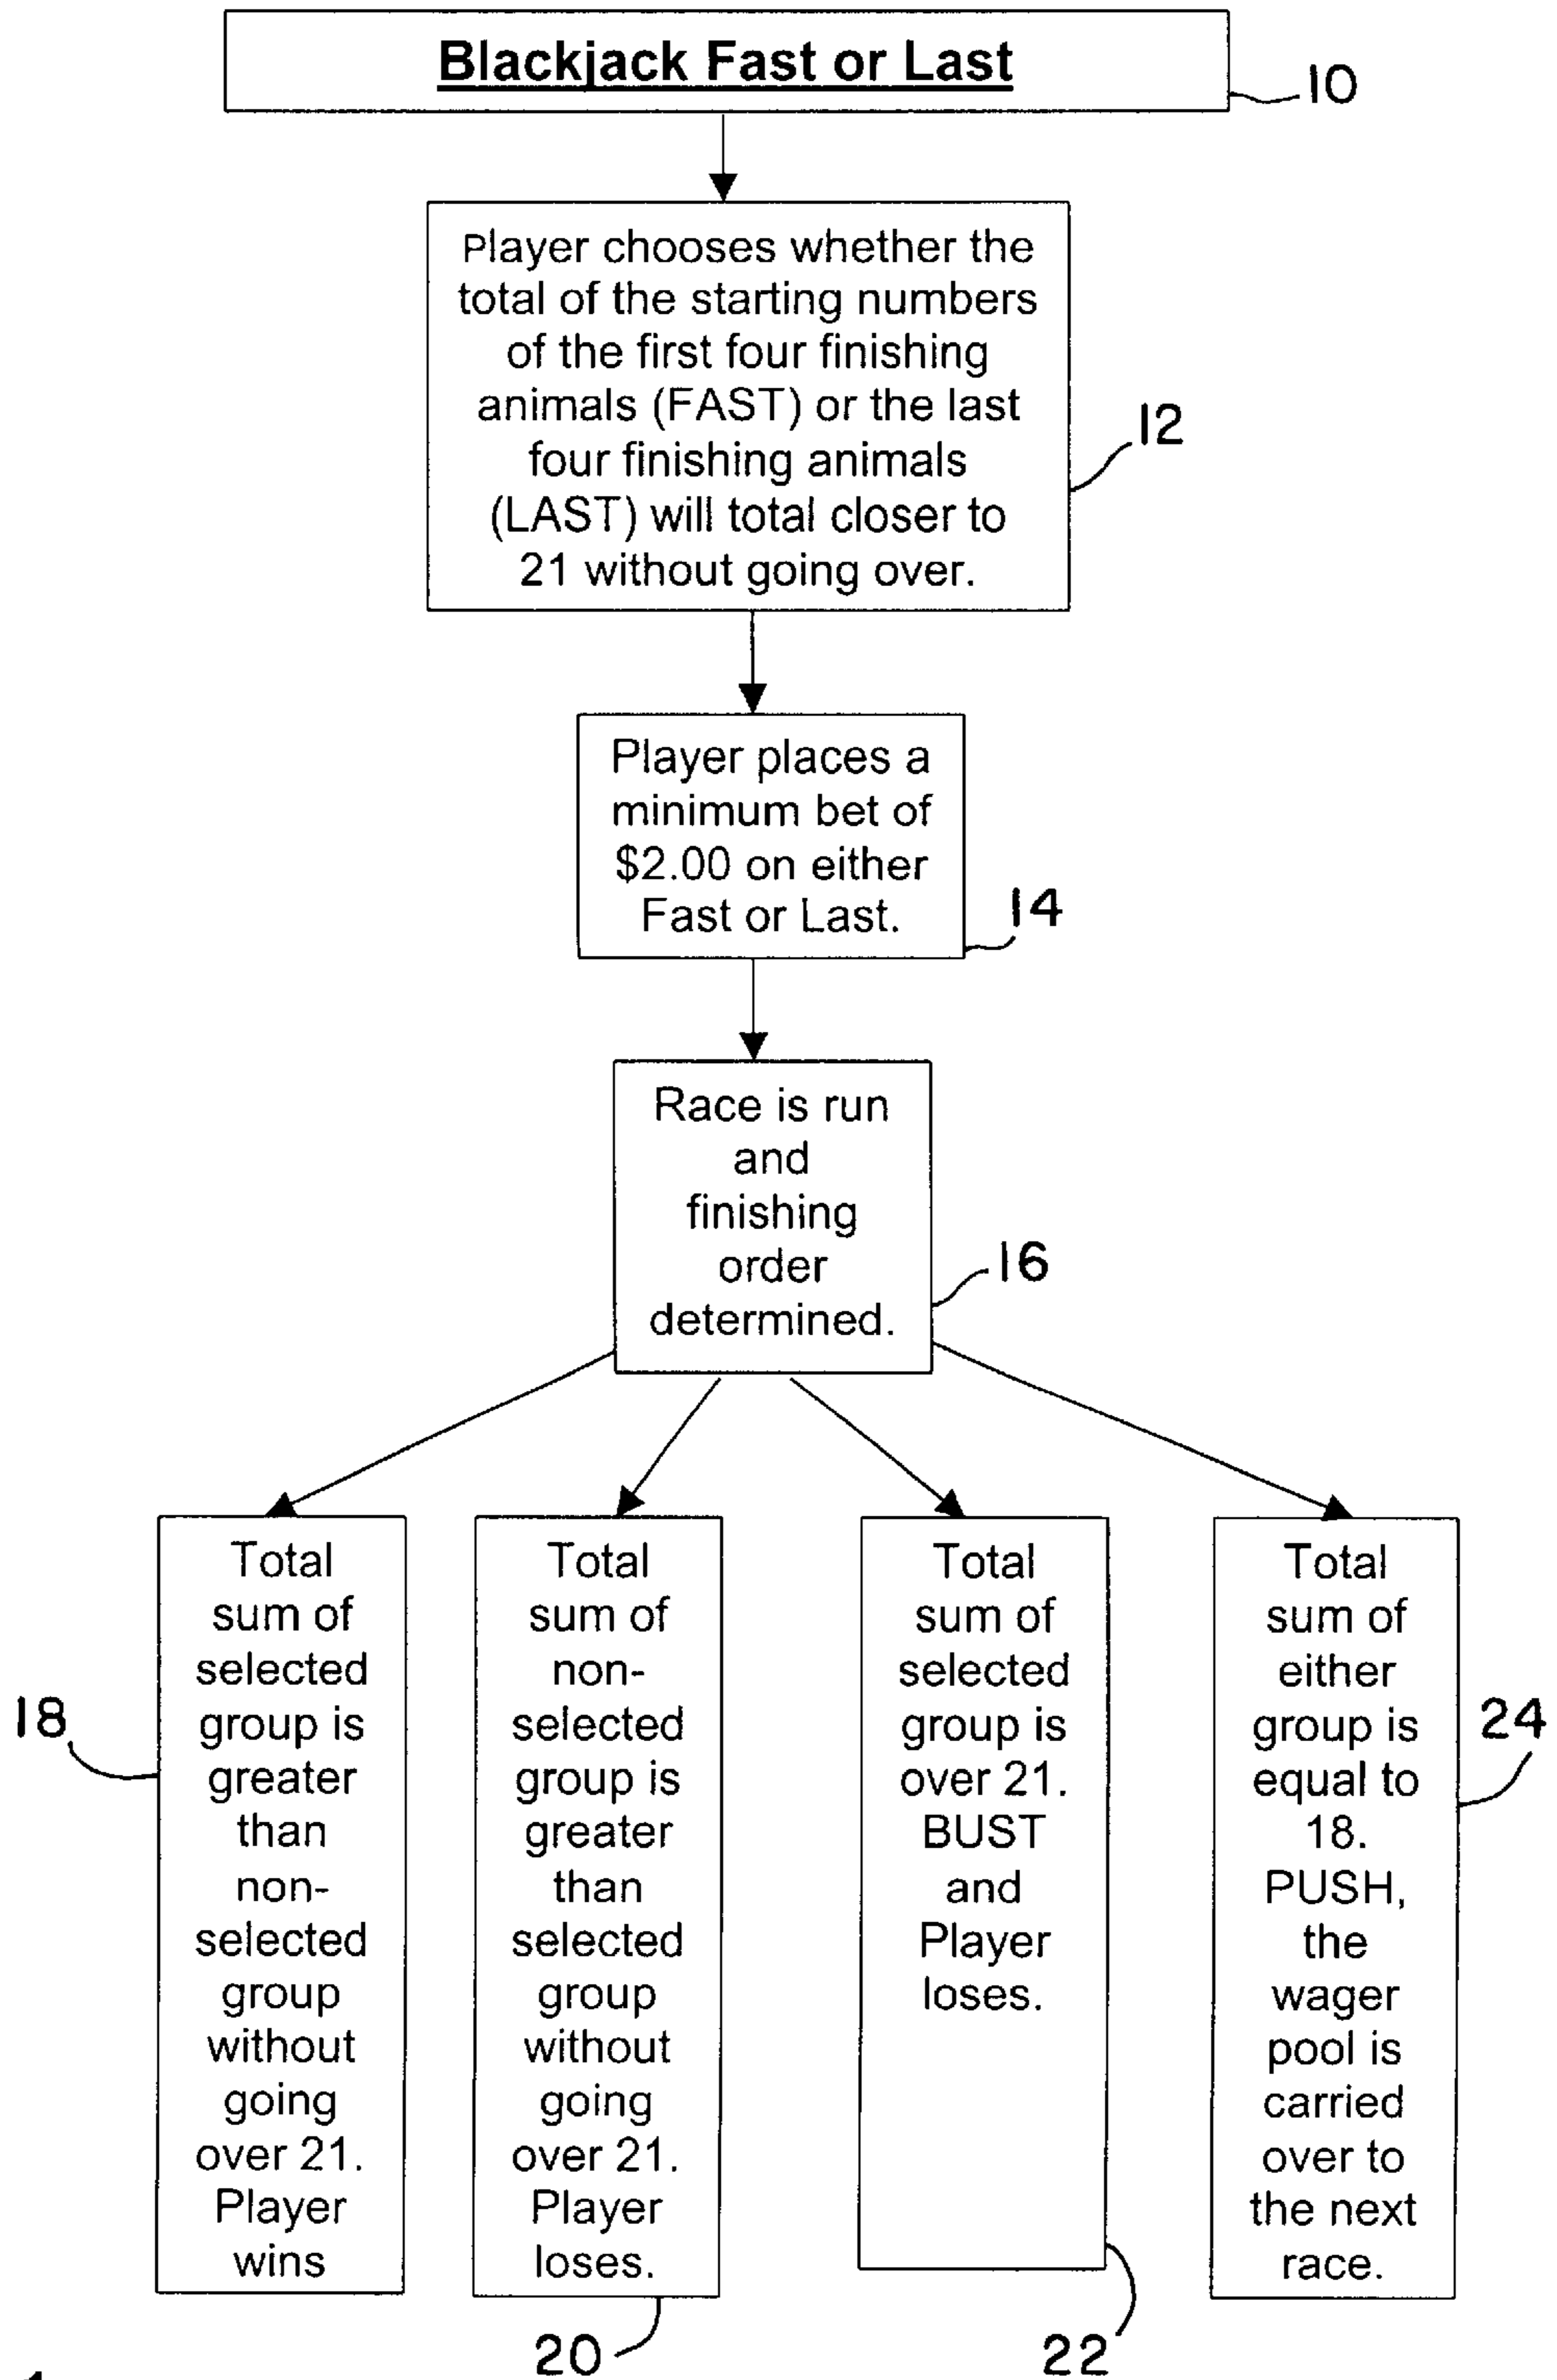 Blackjack Fast or Last
10
Player chooses whether the
total of the starting numbers
of the first four finishing
animals (FAST) or the last
four finishing animals
(LAST) will total closer to
21 without going over.
12
Player places a
minimum bet of
$2.00 on either
Fast or Last.
14
Race is run
and
finishing
order
determined.
16
Total
sum of
selected
group is
greater
than
non-
selected
group
without
going
over 21.
Player
wins
18
Total
sum of
non-
selected
group is
greater
than
selected
group
without
going
over 21.
Player
loses.
20
Total
sum of
selected
group is
over 21.
BUST
and
Player
loses.
22
Total
sum of
either
group is
equal to
18.
PUSH,
the
wager
pool is
carried
over to
the next
race.
24